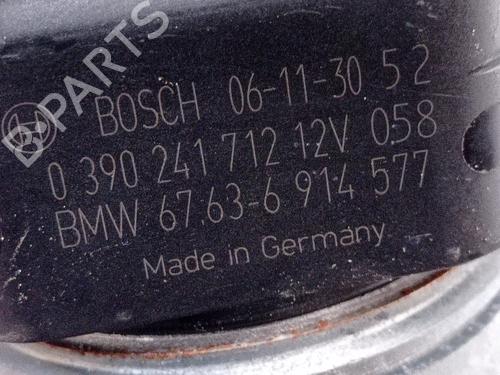 B-PARTS
BOSCH 06-11-30 5 2
0 390 241 712 12V 058
BMW 67.63-6 914 577
Made in Germany